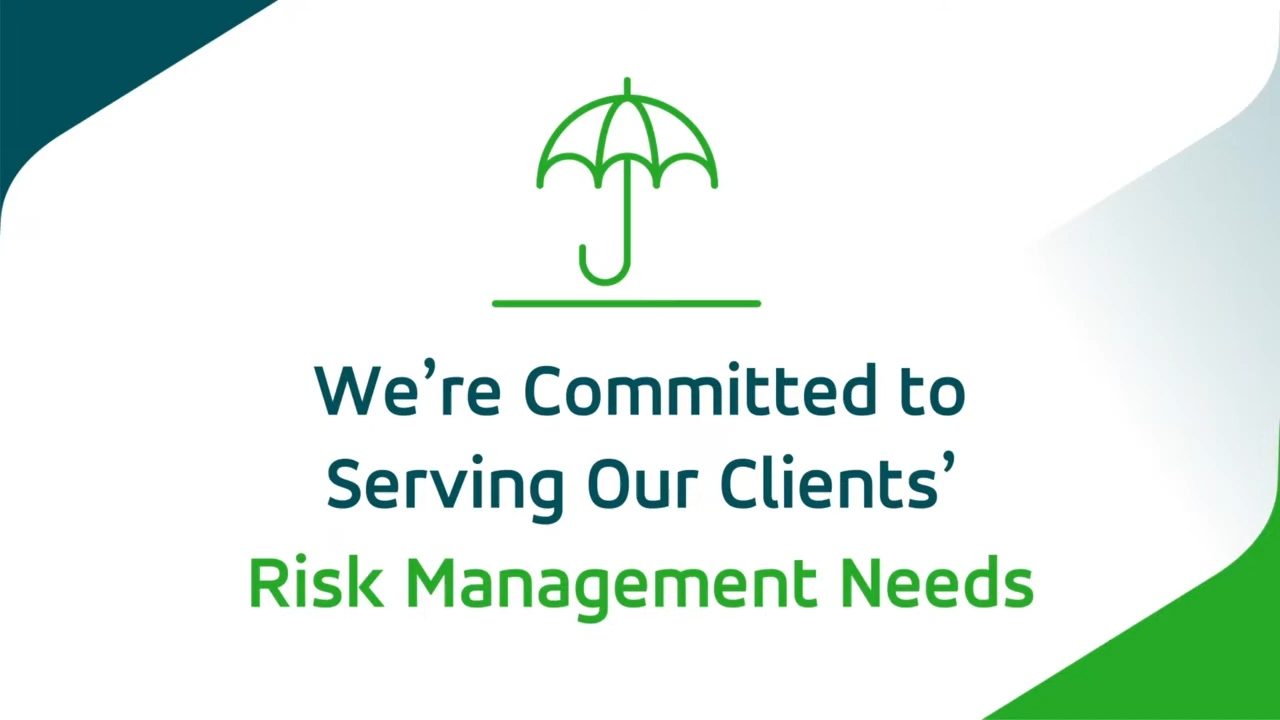 We’re Committed to
Serving Our Clients’
Risk Management Needs